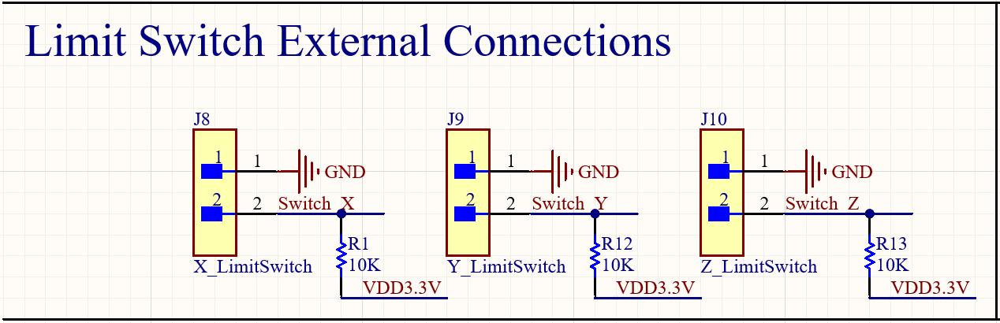 Limit Switch External Connections
J8
1
1
GND
2
2
Switch_X
R1
10K
X_LimitSwitch
VDD3.3V
J9
1
1
GND
2
2
Switch_Y
R12
10K
Y_LimitSwitch
VDD3.3V
J10
1
1
GND
2
2
Switch_Z
R13
10K
Z_LimitSwitch
VDD3.3V